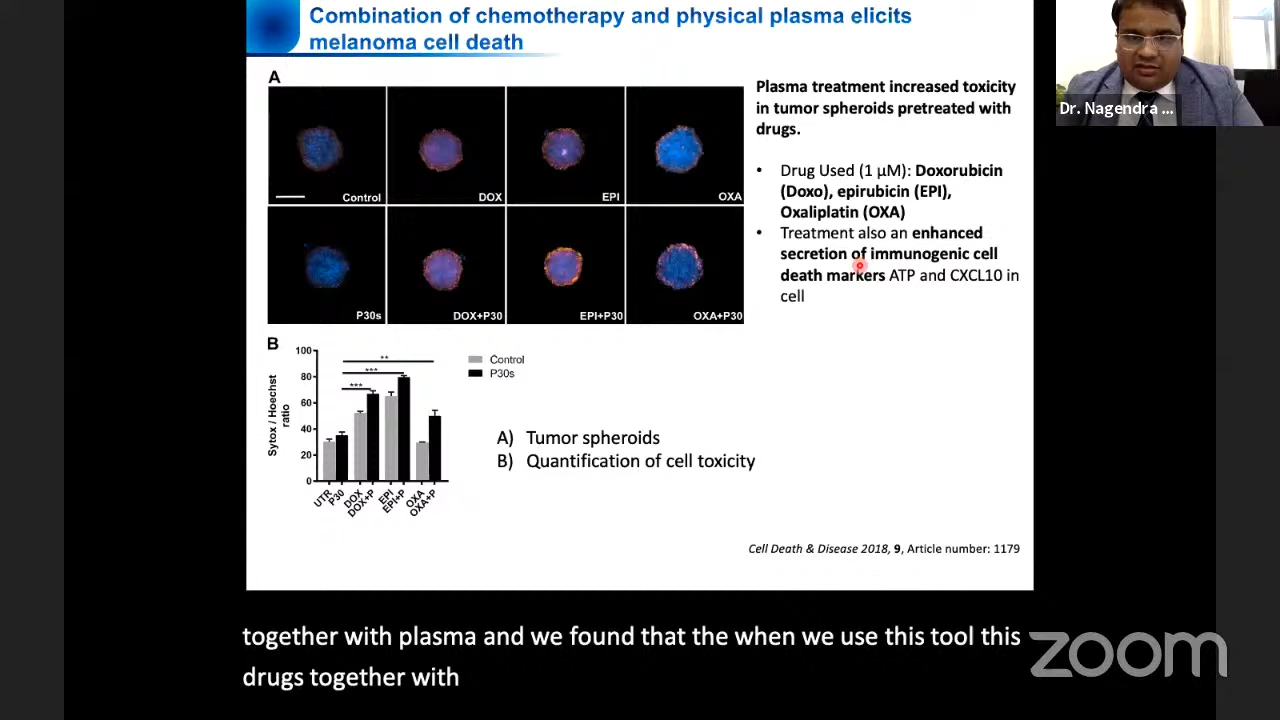 Combination of chemotherapy and physical plasma elicits
melanoma cell death
Dr. Nagendra ...
A
Control
DOX
EPI
OXA
P30s
DOX+P30
EPI+P30
OXA+P30
Plasma treatment increased toxicity
in tumor spheroids pretreated with
drugs.
• Drug Used (1 µM): Doxorubicin
(Doxo), epirubicin (EPI),
Oxaliplatin (OXA)
• Treatment also an enhanced
secretion of immunogenic cell
death markers ATP and CXCL10 in
cell
B
Sytox / Hoechst
ratio
100
80
60
40
20
0
**
***
***
UTR
P30
DOX
DOX+P
EPI
EPI+P
OXA
OXA+P
Control
P30s
A) Tumor spheroids
B) Quantification of cell toxicity
Cell Death & Disease 2018, 9, Article number: 1179
together with plasma and we found that the when we use this tool this
drugs together with
zoom